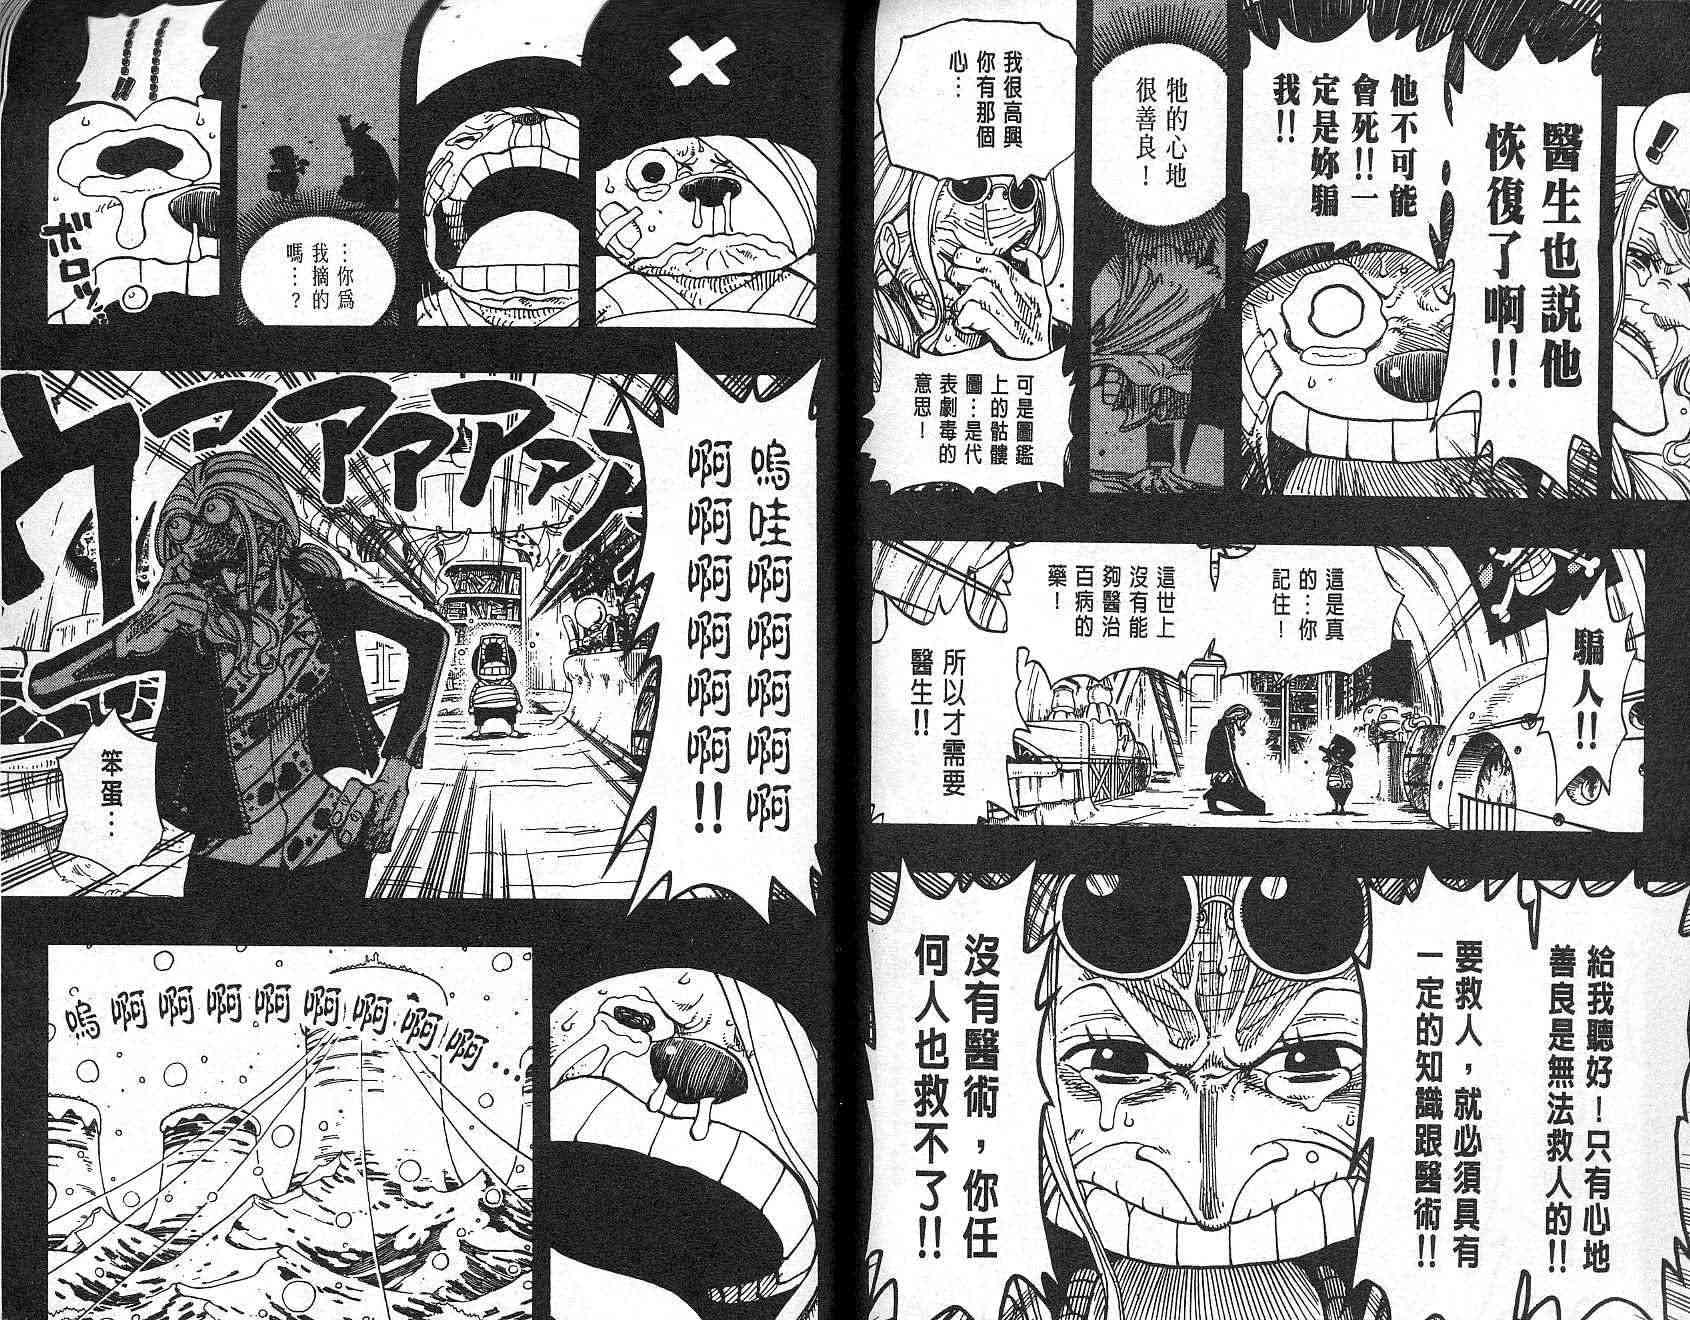 !
醫生也說他
恢復了啊!!
他不可能
會死!!一
定是妳騙
我!!
牠的心地
很善良!
我很高興
你有那個
心…
可是圖鑑
上的骷髏
圖…是代
表劇毒的
意思!
騙人!!
這是真
的…你
記住!
這世上
沒有能
夠醫治
百病的
藥!
所以才需要
醫生!!
給我聽好!只有心地
善良是無法救人的!!
要救人,就必須具有
一定的知識跟醫術!!
沒有醫術,你任
何人也救不了!!
…你為
我摘的
嗎…?
………
………!!
ボロッ
嗚哇啊啊啊啊啊
啊啊啊啊啊啊!!
アアアアアア
笨蛋…
嗚啊啊啊啊啊啊啊啊…